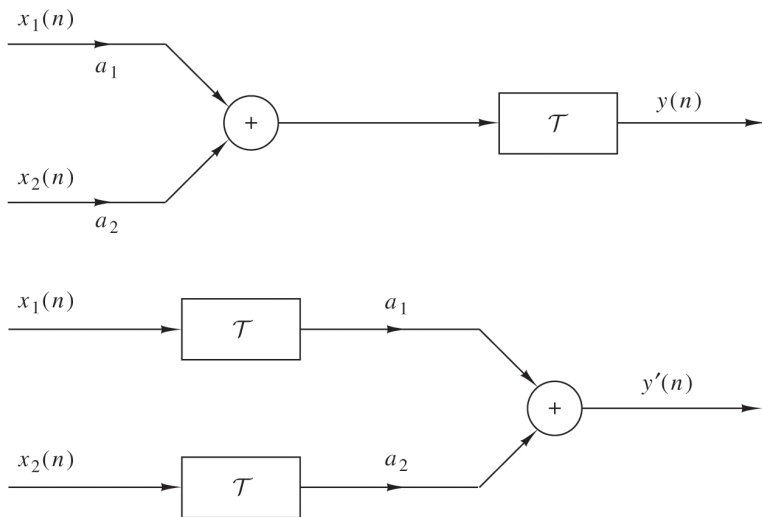 x₁(n)
a₁
+
𝒯
y(n)
x₂(n)
a₂
x₁(n)
𝒯
a₁
+
y′(n)
x₂(n)
𝒯
a₂